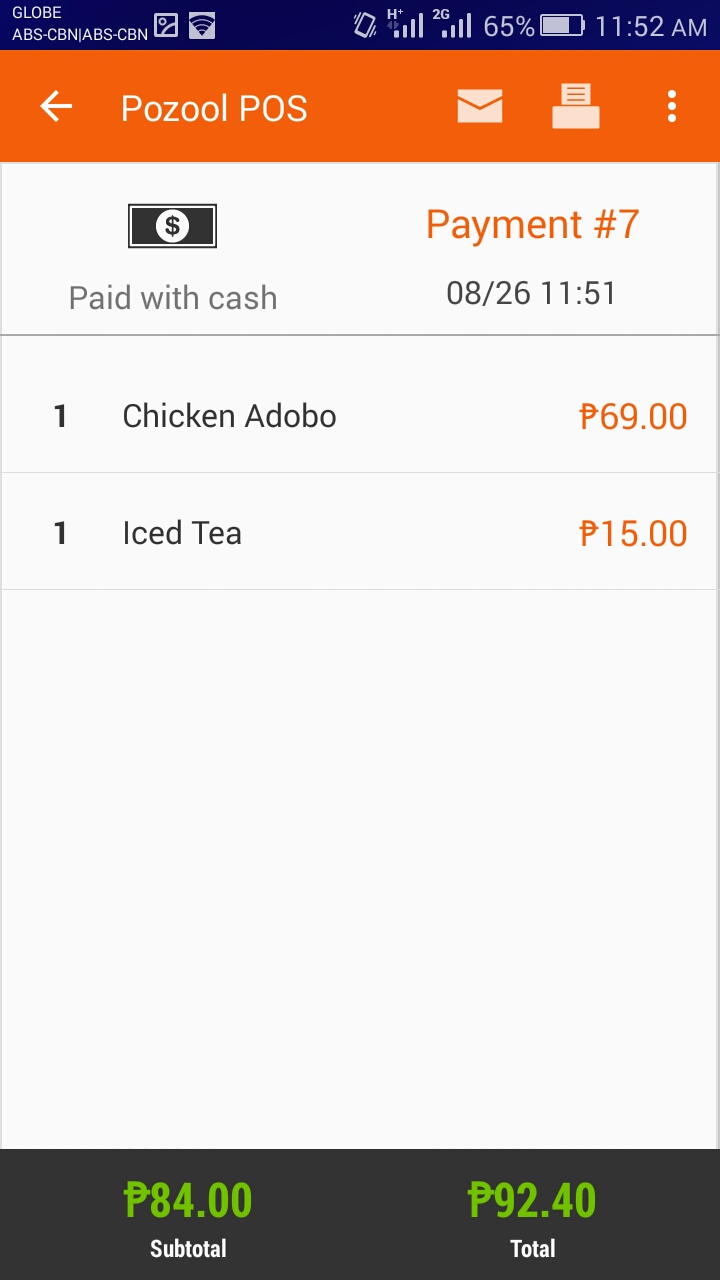 GLOBE
ABS-CBN|ABS-CBN
H+ 2G 65% 11:52 AM
Pozool POS
$
Payment #7
Paid with cash
08/26 11:51
1 Chicken Adobo ₱69.00
1 Iced Tea ₱15.00
₱84.00 ₱92.40
Subtotal Total